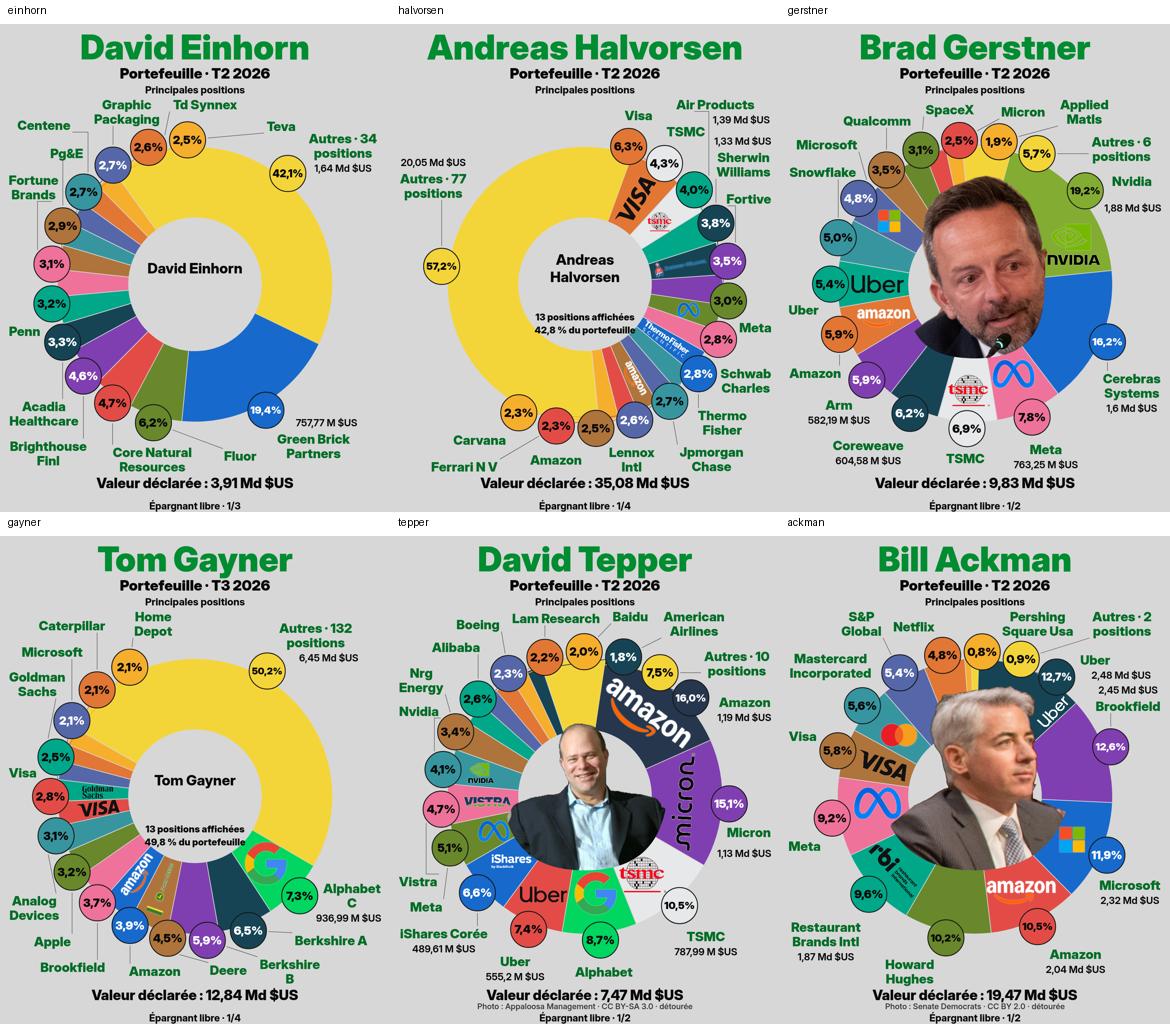 einhorn
David Einhorn
Portefeuille · T2 2026
Principales positions
Graphic
Packaging
Td Synnex
Centene
Teva
Pg&E
Autres · 34
positions
1,64 Md $US
Fortune
Brands
2,7%
2,6%
2,5%
42,1%
2,7%
2,9%
3,1%
3,2%
Penn
3,3%
4,6%
4,7%
6,2%
19,4%
David Einhorn
757,77 M $US
Green Brick
Partners
Acadia
Healthcare
Brighthouse
Finl
Core Natural
Resources
Fluor
Valeur déclarée : 3,91 Md $US
Épargnant libre · 1/3
halvorsen
Andreas Halvorsen
Portefeuille · T2 2026
Principales positions
Visa
Air Products
1,39 Md $US
TSMC
1,33 Md $US
Sherwin
Williams
Fortive
20,05 Md $US
Autres · 77
positions
57,2%
6,3%
4,3%
4,0%
3,8%
3,5%
3,0%
2,8%
2,8%
2,7%
2,6%
2,5%
2,3%
2,3%
VISA
tsmc
ThermoFisher
SCIENTIFIC
amazon
Andreas
Halvorsen
13 positions affichées
42,8 % du portefeuille
Meta
Schwab
Charles
Thermo
Fisher
Jpmorgan
Chase
Lennox
Intl
Amazon
Ferrari N V
Carvana
Valeur déclarée : 35,08 Md $US
Épargnant libre · 1/4
gerstner
Brad Gerstner
Portefeuille · T2 2026
Principales positions
SpaceX
Micron
Applied
Matls
Qualcomm
Autres · 6
positions
Microsoft
Nvidia
1,88 Md $US
Snowflake
3,1%
2,5%
1,9%
5,7%
3,5%
19,2%
4,8%
5,0%
5,4%
5,9%
5,9%
6,2%
6,9%
7,8%
16,2%
NVIDIA
Uber
amazon
tsmc
Uber
Amazon
Arm
582,19 M $US
Coreweave
604,58 M $US
TSMC
Meta
763,25 M $US
Cerebras
Systems
1,6 Md $US
Valeur déclarée : 9,83 Md $US
Épargnant libre · 1/2
gayner
Tom Gayner
Portefeuille · T3 2026
Principales positions
Home
Depot
Caterpillar
Autres · 132
positions
6,45 Md $US
Microsoft
Goldman
Sachs
Visa
2,1%
2,1%
2,1%
2,5%
2,8%
3,1%
3,2%
3,7%
3,9%
4,5%
5,9%
6,5%
7,3%
50,2%
Goldman
Sachs
VISA
amazon
Tom Gayner
13 positions affichées
49,8 % du portefeuille
Alphabet
C
936,99 M $US
Berkshire A
Berkshire
B
Deere
Amazon
Brookfield
Apple
Analog
Devices
Valeur déclarée : 12,84 Md $US
Épargnant libre · 1/4
tepper
David Tepper
Portefeuille · T2 2026
Principales positions
Boeing
Lam Research
Baidu
American
Airlines
Alibaba
Autres · 10
positions
Nrg
Energy
Amazon
1,19 Md $US
Nvidia
2,3%
2,2%
2,0%
1,8%
7,5%
16,0%
2,6%
3,4%
4,1%
4,7%
5,1%
6,6%
7,4%
8,7%
10,5%
15,1%
amazon
micron
NVIDIA
VISTRA
iShares
by BlackRock
Uber
tsmc
Micron
1,13 Md $US
TSMC
787,99 M $US
Alphabet
Uber
555,2 M $US
iShares Corée
489,61 M $US
Meta
Vistra
Valeur déclarée : 7,47 Md $US
Photo : Appaloosa Management · CC BY-SA 3.0 · détourée
Épargnant libre · 1/2
ackman
Bill Ackman
Portefeuille · T2 2026
Principales positions
S&P
Global
Netflix
Pershing
Square Usa
Autres · 2
positions
Mastercard
Incorporated
Uber
2,48 Md $US
2,45 Md $US
Brookfield
Visa
5,4%
4,8%
0,8%
0,9%
12,7%
5,6%
5,8%
9,2%
9,6%
10,2%
10,5%
11,9%
12,6%
Uber
VISA
rbi
amazon
Meta
Restaurant
Brands Intl
1,87 Md $US
Howard
Hughes
Amazon
2,04 Md $US
Microsoft
2,32 Md $US
Valeur déclarée : 19,47 Md $US
Photo : Senate Democrats · CC BY 2.0 · détourée
Épargnant libre · 1/2